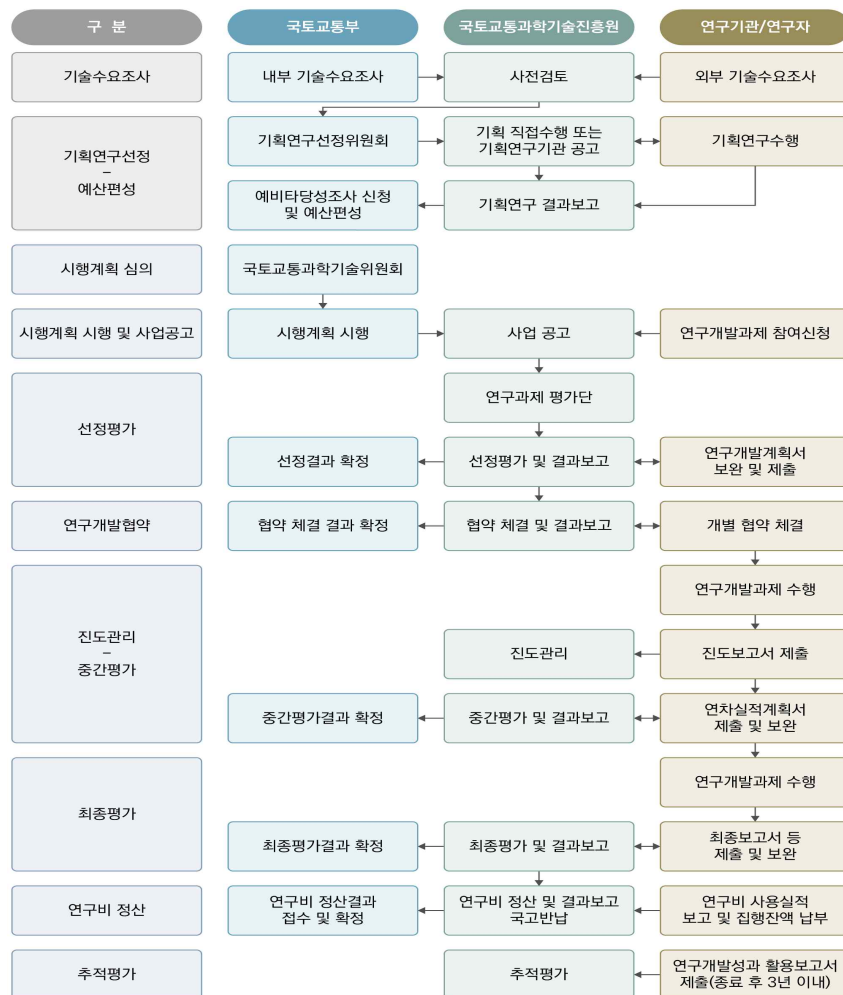 구 분
국토교통부
국토교통과학기술진흥원
연구기관/연구자
기술수요조사
내부 기술수요조사
사전검토
외부 기술수요조사
기획연구선정
–
예산편성
기획연구선정위원회
기획 직접수행 또는
기획연구기관 공고
기획연구수행
예비타당성조사 신청
및 예산편성
기획연구 결과보고
시행계획 심의
국토교통과학기술위원회
시행계획 시행 및 사업공고
시행계획 시행
사업 공고
연구개발과제 참여신청
선정평가
연구과제 평가단
선정결과 확정
선정평가 및 결과보고
연구개발계획서
보완 및 제출
연구개발협약
협약 체결 결과 확정
협약 체결 및 결과보고
개별 협약 체결
진도관리
–
중간평가
연구개발과제 수행
진도관리
진도보고서 제출
중간평가결과 확정
중간평가 및 결과보고
연차실적계획서
제출 및 보완
최종평가
연구개발과제 수행
최종평가결과 확정
최종평가 및 결과보고
최종보고서 등
제출 및 보완
연구비 정산
연구비 정산결과
접수 및 확정
연구비 정산 및 결과보고
국고반납
연구비 사용실적
보고 및 집행잔액 납부
추적평가
추적평가
연구개발성과 활용보고서
제출(종료 후 3년 이내)